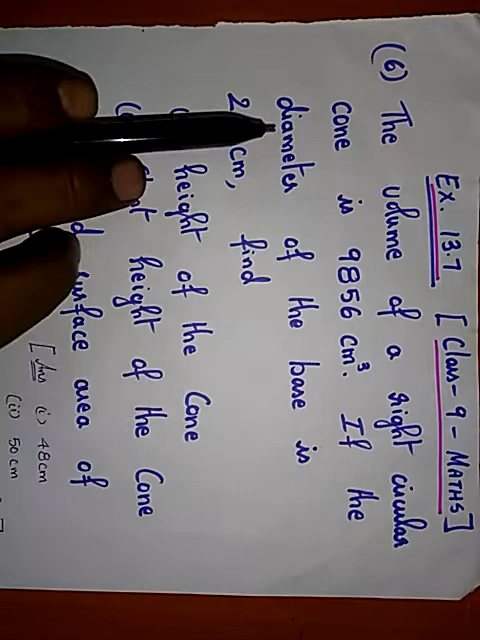 Ex. 13.7 [Class-9-MATHS]
(6) The volume of a right circular
cone is 9856 cm³. If the
diameter of the base is
2 cm, find
height of the Cone
height of the Cone
surface area of
[Ans (i) 48cm
(ii) 50cm